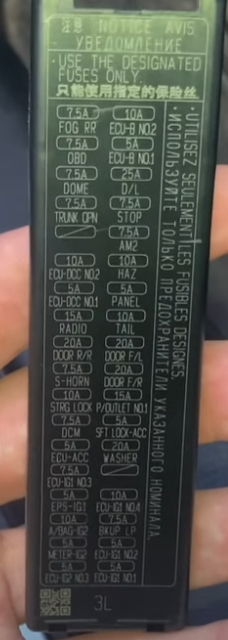 注意 NOTICE AVIS
УВЕДОМЛЕНИЕ
・USE THE DESIGNATED
FUSES ONLY.
只能使用指定的保险丝
7.5A 10A
FOG RR ECU-B NO.2
7.5A 5A
OBD ECU-B NO.1
7.5A 25A
DOME D/L
7.5A 7.5A
TRUNK OPN STOP
7.5A
AM2
10A 10A
ECU-DCC NO.2 HAZ
5A 5A
ECU-DCC NO.1 PANEL
15A 10A
RADIO TAIL
20A 20A
DOOR R/R DOOR F/L
7.5A 20A
S-HORN DOOR F/R
10A 15A
STRG LOCK P/OUTLET NO.1
7.5A 5A
DCM SFT LOCK-ACC
5A 20A
ECU-ACC WASHER
7.5A
ECU-IG1 NO.3
5A 10A
EPS-IG1 ECU-IG1 NO.4
10A 7.5A
A/BAG-IG2 BKUP LP
5A 5A
METER-IG2 ECU-IG1 NO.2
5A 5A
ECU-IG2 NO.3 ECU-IG1 NO.1
3L
・UTILISEZ SEULEMENT LES FUSIBLES DESIGNES.
・ИСПОЛЬЗУЙТЕ ТОЛЬКО ПРЕДОХРАНИТЕЛИ УКАЗАННОГО НОМИНАЛА.